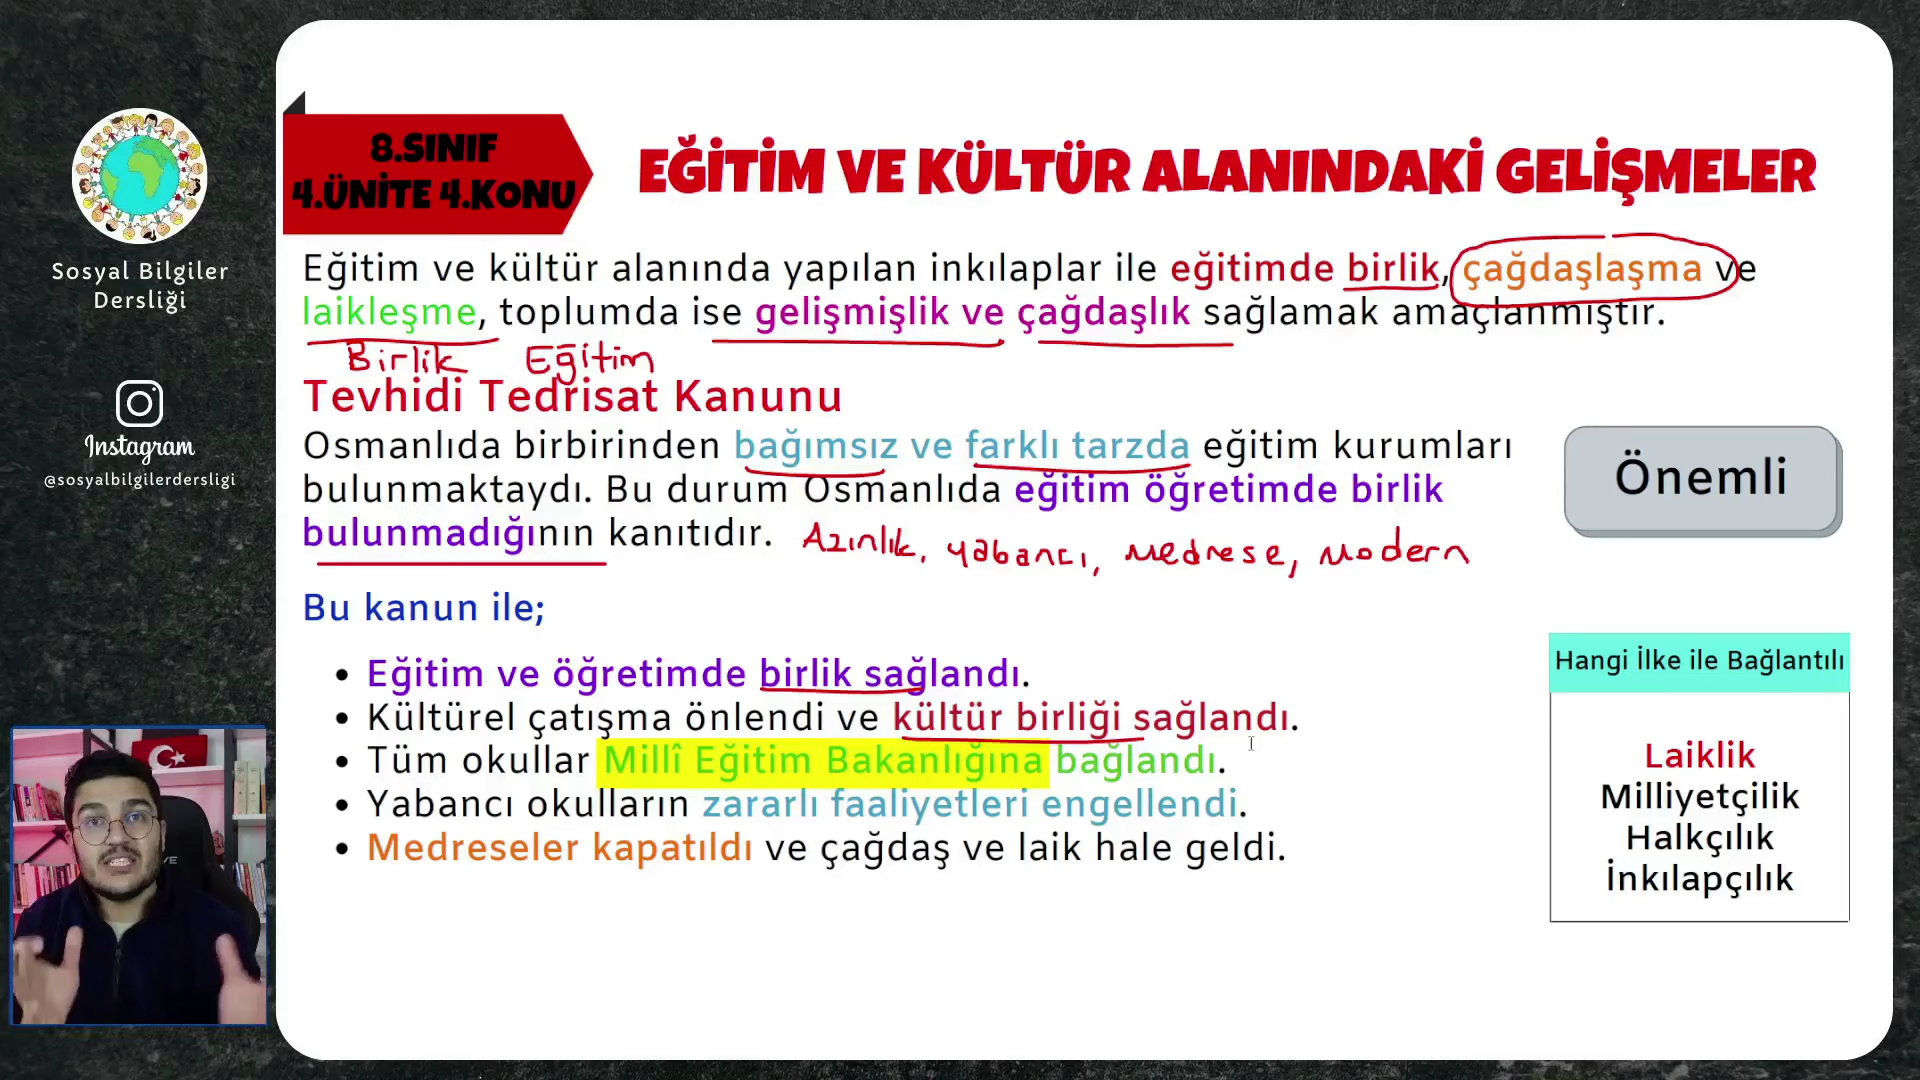 Sosyal Bilgiler
Dersliği
Instagram
@sosyalbilgilerdersligi
8.SINIF
4.ÜNİTE 4.KONU
EĞİTİM VE KÜLTÜR ALANINDAKİ GELİŞMELER
Eğitim ve kültür alanında yapılan inkılaplar ile eğitimde birlik, çağdaşlaşma ve
laikleşme, toplumda ise gelişmişlik ve çağdaşlık sağlamak amaçlanmıştır.
Birlik Eğitim
Tevhidi Tedrisat Kanunu
Osmanlıda birbirinden bağımsız ve farklı tarzda eğitim kurumları
bulunmaktaydı. Bu durum Osmanlıda eğitim öğretimde birlik
bulunmadığının kanıtıdır.
Azınlık, yabancı, medrese, modern
Önemli
Bu kanun ile;
• Eğitim ve öğretimde birlik sağlandı.
• Kültürel çatışma önlendi ve kültür birliği sağlandı.
• Tüm okullar Millî Eğitim Bakanlığına bağlandı.
• Yabancı okulların zararlı faaliyetleri engellendi.
• Medreseler kapatıldı ve çağdaş ve laik hale geldi.
Hangi İlke ile Bağlantılı
Laiklik
Milliyetçilik
Halkçılık
İnkılapçılık